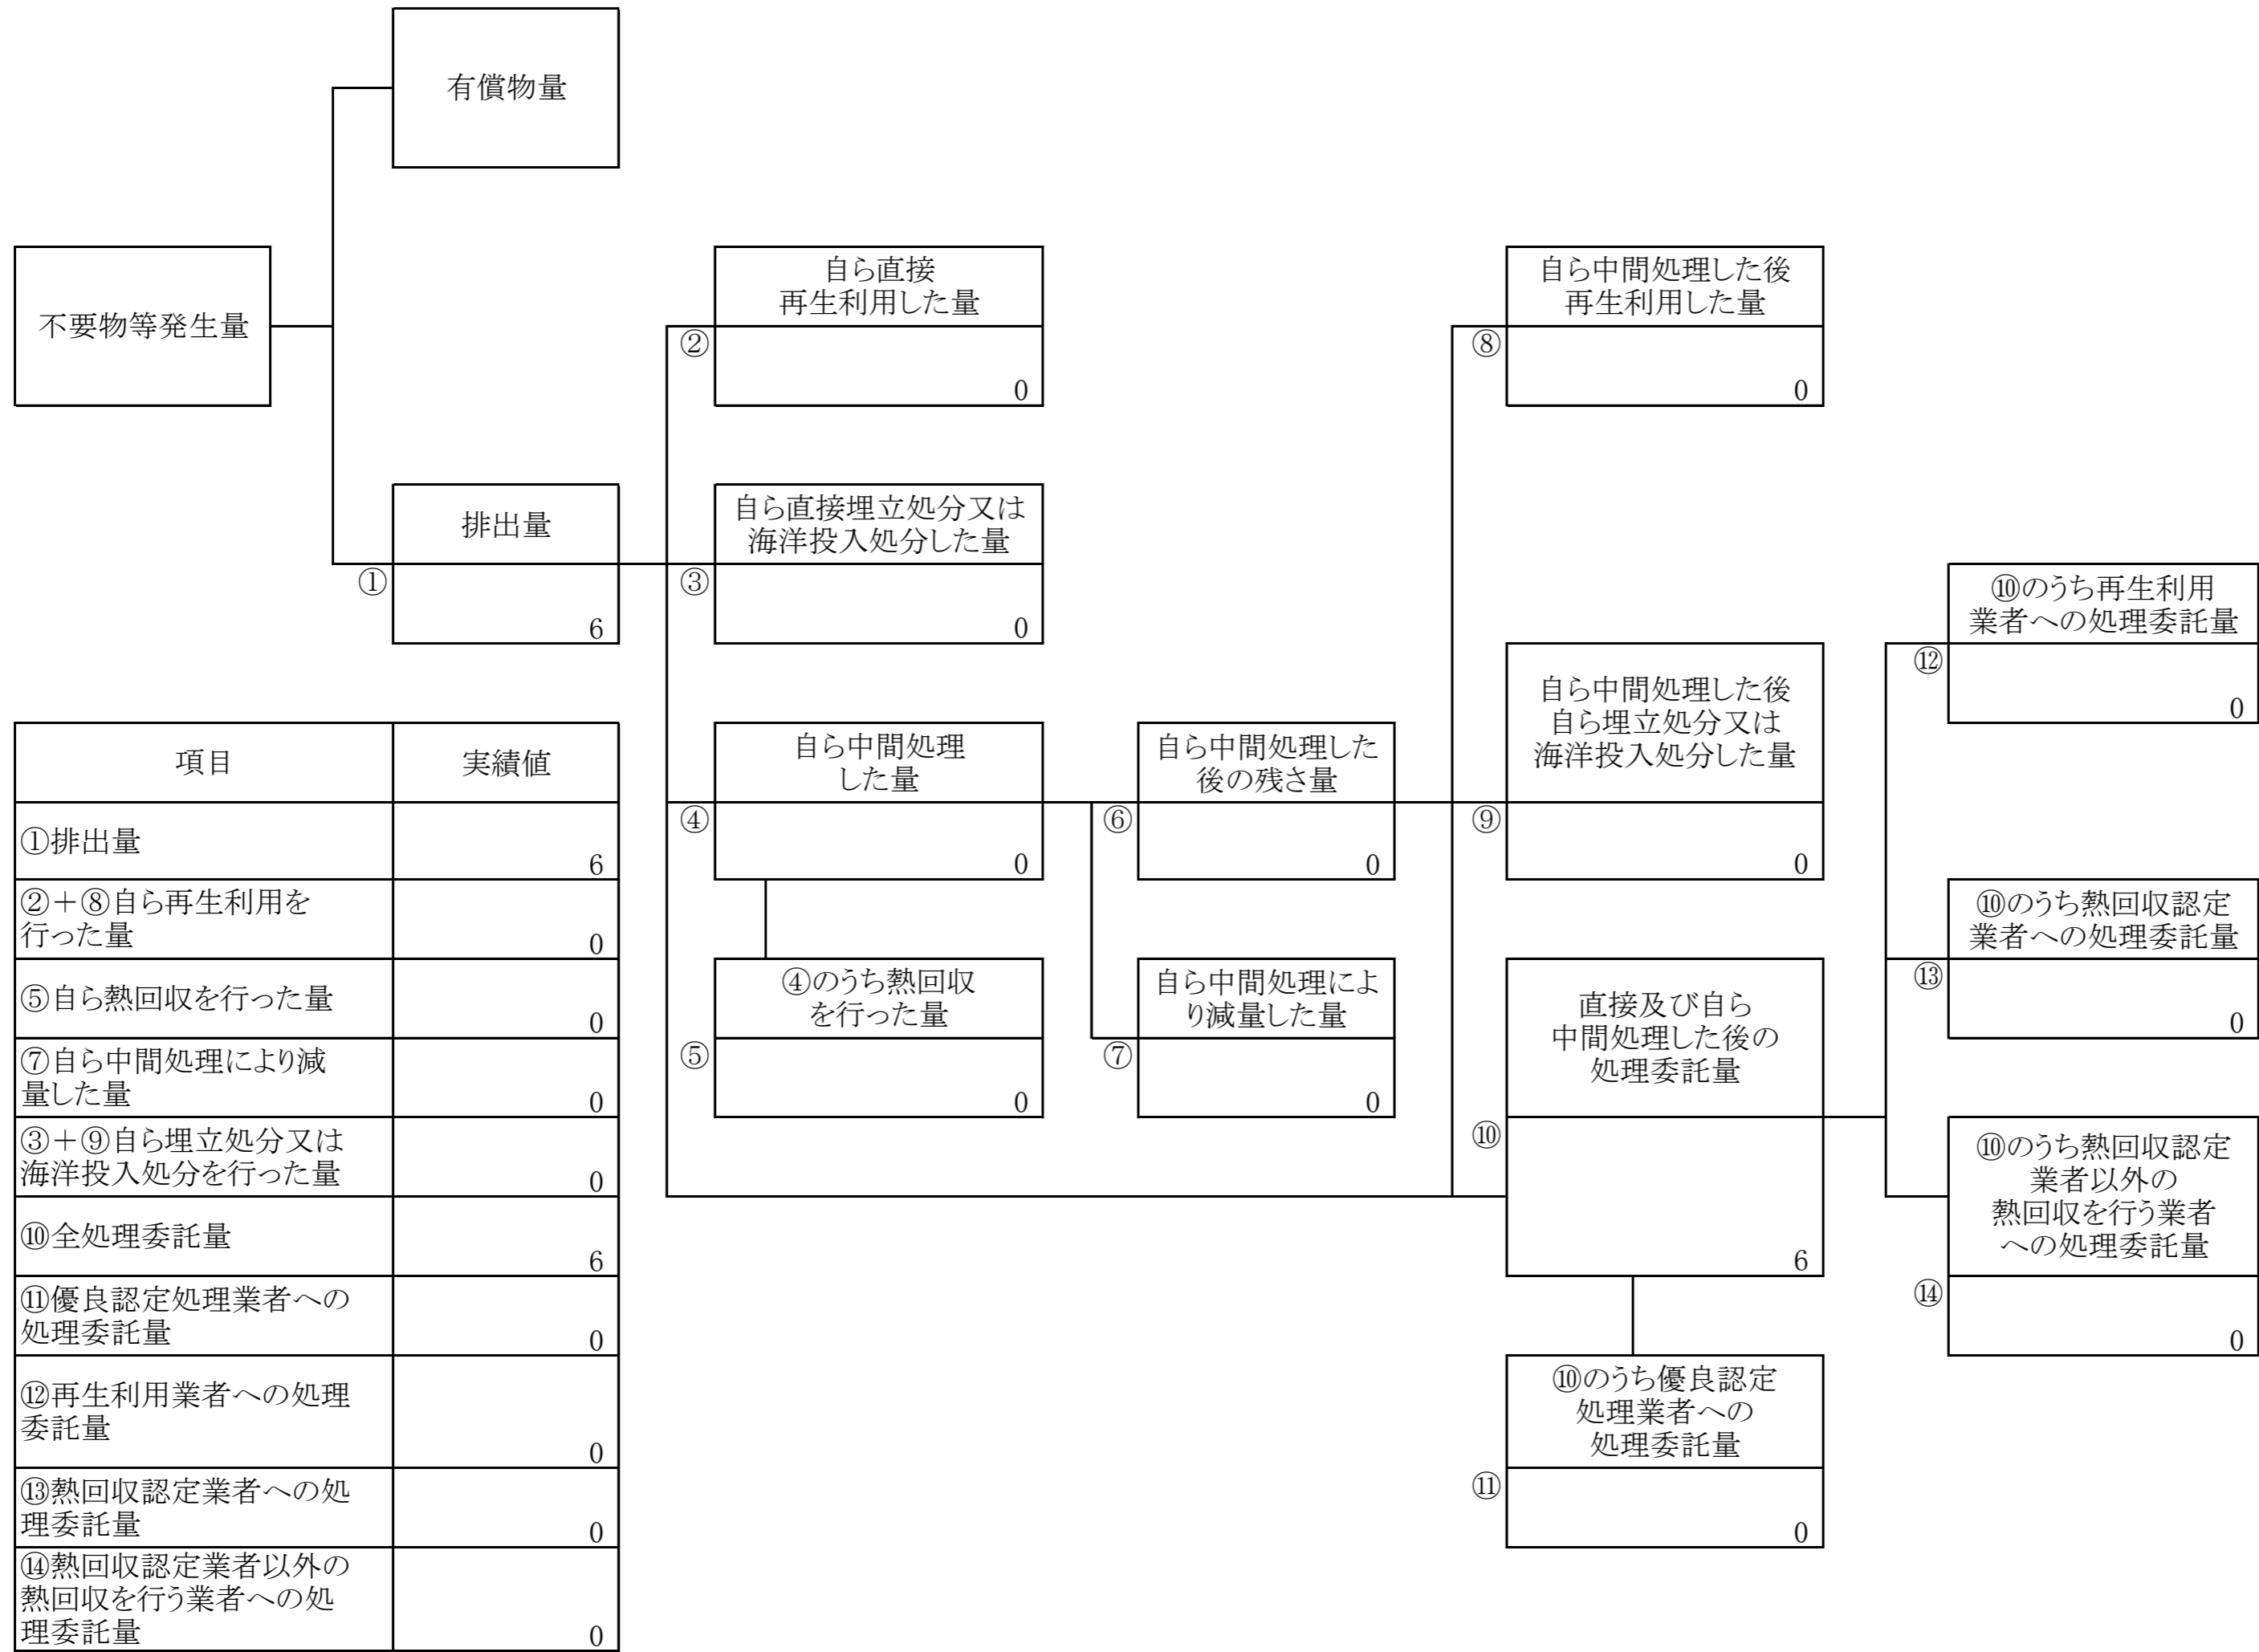 有償物量
不要物等発生量
自ら直接
再生利用した量
②
0
自ら中間処理した後
再生利用した量
⑧
0
排出量
①
6
自ら直接埋立処分又は
海洋投入処分した量
③
0
⑩のうち再生利用
業者への処理委託量
⑫
0
自ら中間処理
した量
④
0
自ら中間処理した
後の残さ量
⑥
0
自ら中間処理した後
自ら埋立処分又は
海洋投入処分した量
⑨
0
⑩のうち熱回収認定
業者への処理委託量
⑬
0
④のうち熱回収
を行った量
⑤
0
自ら中間処理によ
り減量した量
⑦
0
直接及び自ら
中間処理した後の
処理委託量
⑩
6
⑩のうち熱回収認定
業者以外の
熱回収を行う業者
への処理委託量
⑭
0
⑩のうち優良認定
処理業者への
処理委託量
⑪
0
項目 実績値
①排出量
6
②＋⑧自ら再生利用を
行った量 0
⑤自ら熱回収を行った量
0
⑦自ら中間処理により減
量した量 0
③＋⑨自ら埋立処分又は
海洋投入処分を行った量 0
⑩全処理委託量
6
⑪優良認定処理業者への
処理委託量 0
⑫再生利用業者への処理
委託量
0
⑬熱回収認定業者への処
理委託量 0
⑭熱回収認定業者以外の
熱回収を行う業者への処
理委託量 0